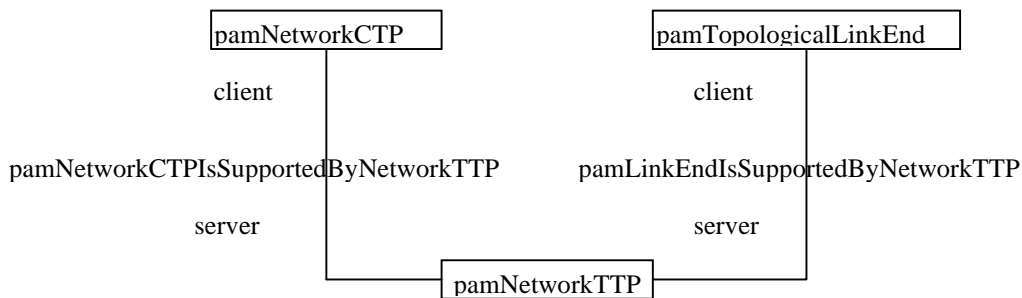 pamNetworkCTP pamTopologicalLinkEnd
client client
pamNetworkCTPIsSupportedByNetworkTTP pamLinkEndIsSupportedByNetworkTTP
server server
pamNetworkTTP